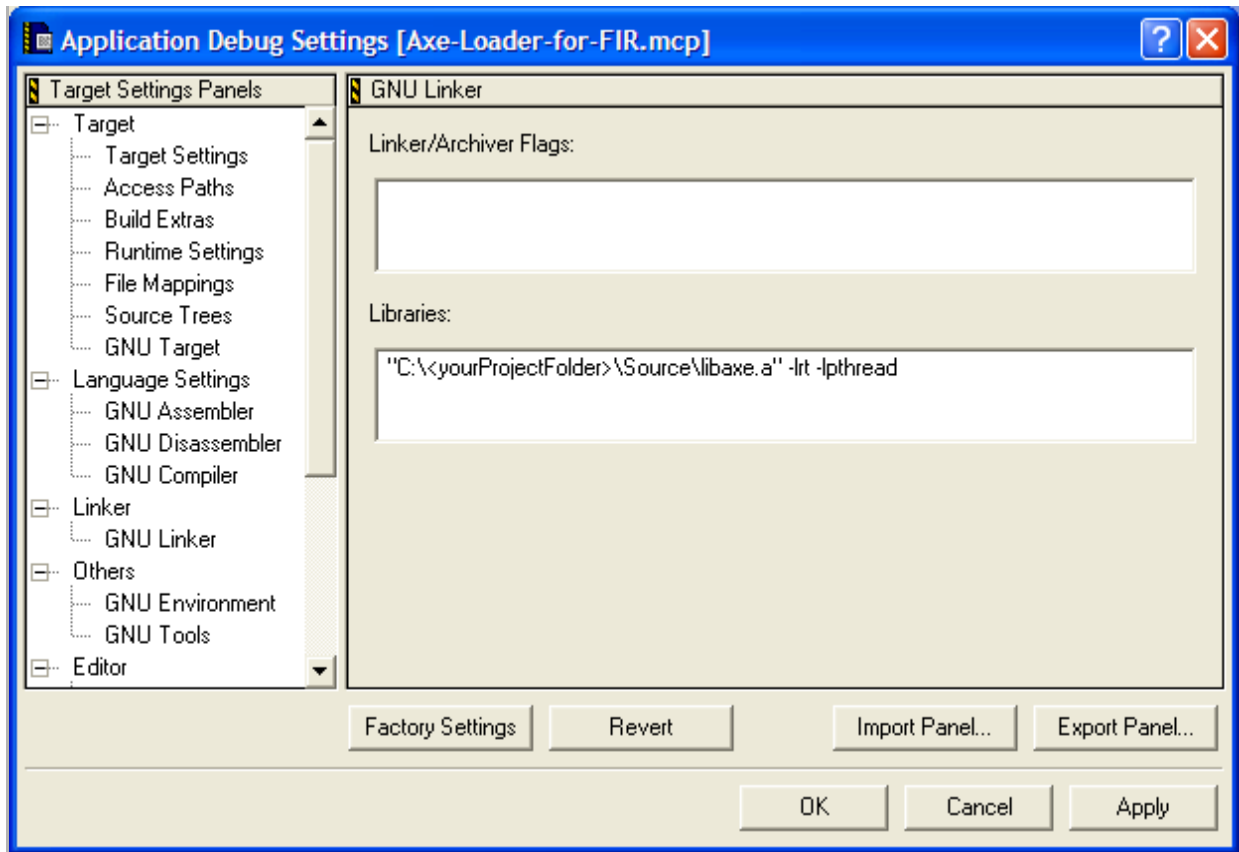 Application Debug Settings [Axe-Loader-for-FIR.mcp]
Target Settings Panels
Target
Target Settings
Access Paths
Build Extras
Runtime Settings
File Mappings
Source Trees
GNU Target
Language Settings
GNU Assembler
GNU Disassembler
GNU Compiler
Linker
GNU Linker
Others
GNU Environment
GNU Tools
Editor
GNU Linker
Linker/Archiver Flags:
Libraries:
"C:\<yourProjectFolder>\Source\libaxe.a" -lrt -lpthread
Factory Settings
Revert
Import Panel...
Export Panel...
OK
Cancel
Apply